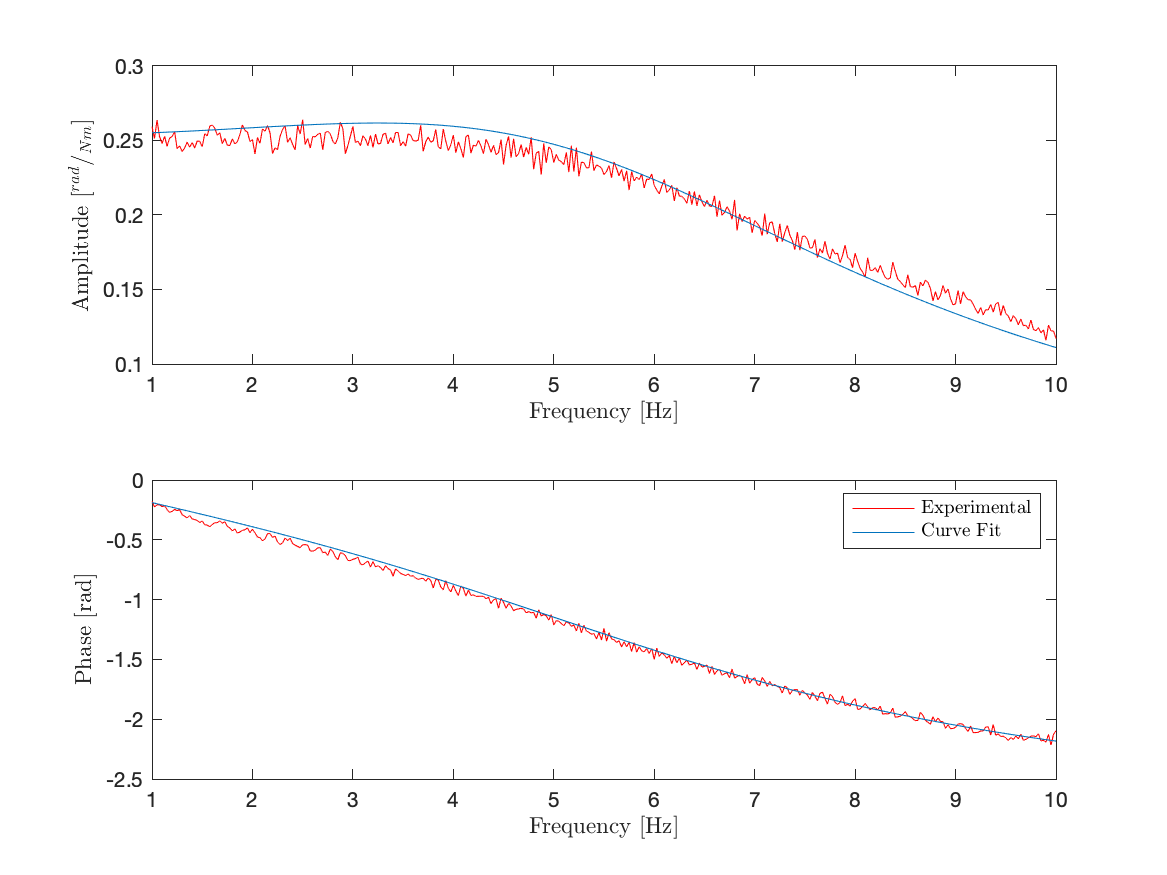 0.3
0.25
0.2
0.15
0.1
Amplitude [rad/Nm]
1 2 3 4 5 6 7 8 9 10
Frequency [Hz]
0
-0.5
-1
-1.5
-2
-2.5
Phase [rad]
Experimental
Curve Fit
1 2 3 4 5 6 7 8 9 10
Frequency [Hz]